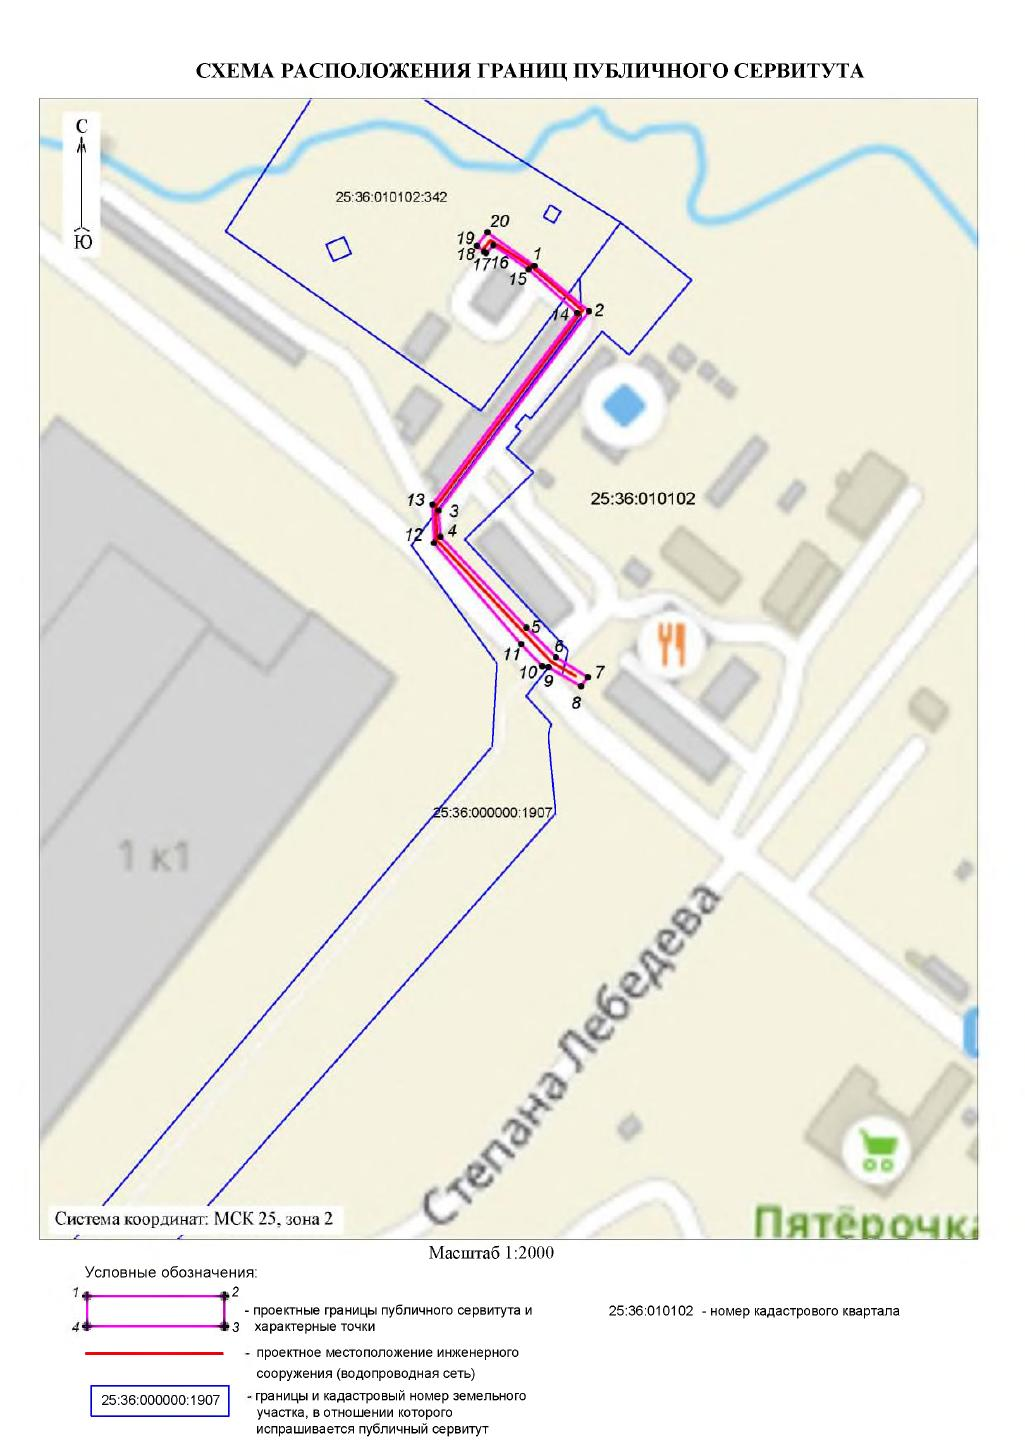 СХЕМА РАСПОЛОЖЕНИЯ ГРАНИЦ ПУБЛИЧНОГО СЕРВИТУТА
С
Ю
25:36:010102:342
20
19
18
17
16
15
1
14
2
13
3
12
4
25:36:010102
5
11
6
10
9
7
8
25:36:000000:1907
1 к1
Степана Лебедева
Пятёрочка
Система координат: МСК 25, зона 2
Масштаб 1:2000
Условные обозначения:
1
2
4
3
- проектные границы публичного сервитута и
характерные точки
25:36:010102 - номер кадастрового квартала
- проектное местоположение инженерного
сооружения (водопроводная сеть)
25:36:000000:1907
- границы и кадастровый номер земельного
участка, в отношении которого
испрашивается публичный сервитут